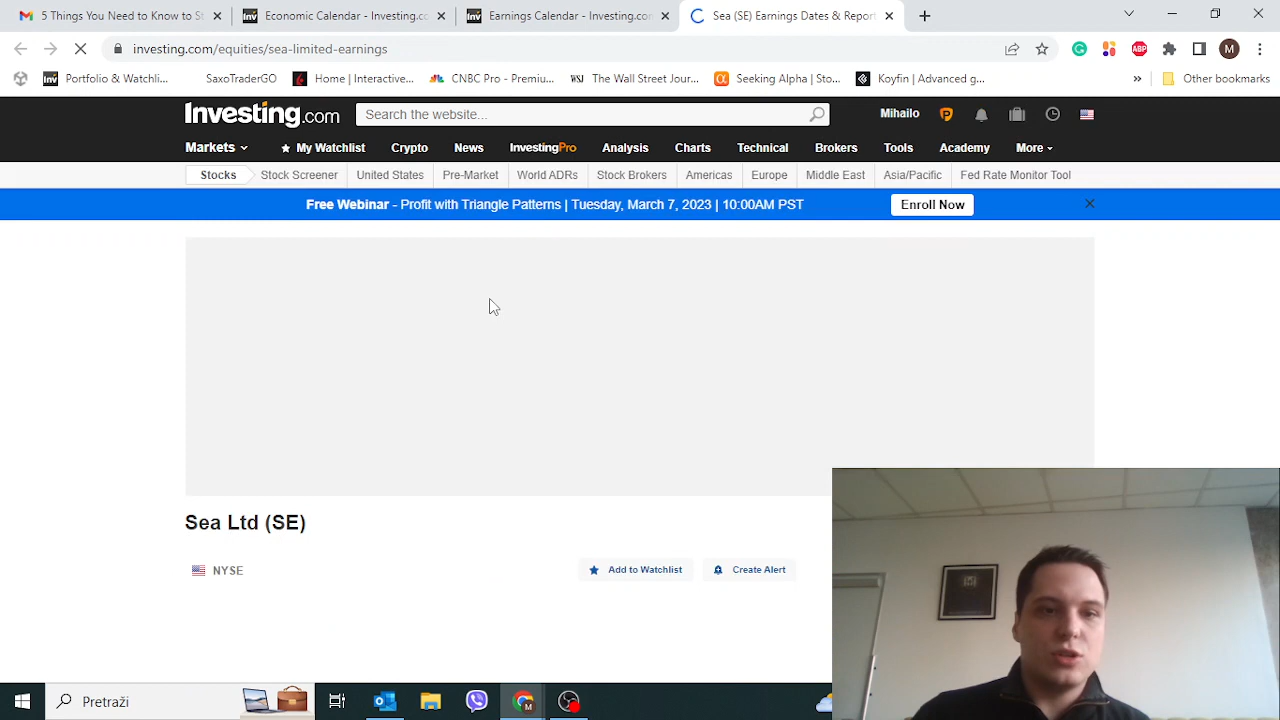 5 Things You Need to Know to St
Economic Calendar - Investing.co
Earnings Calendar - Investing.con
Sea (SE) Earnings Dates & Report
investing.com/equities/sea-limited-earnings
ABP
M
Inv
Portfolio & Watchli...
SaxoTraderGO
Home | Interactive...
CNBC Pro - Premiu...
WSJ
The Wall Street Jour...
Seeking Alpha | Sto...
Koyfin | Advanced g...
»
Other bookmarks
Investing.com
Search the website...
Mihailo
Markets
My Watchlist
Crypto
News
InvestingPro
Analysis
Charts
Technical
Brokers
Tools
Academy
More
Stocks
Stock Screener
United States
Pre-Market
World ADRs
Stock Brokers
Americas
Europe
Middle East
Asia/Pacific
Fed Rate Monitor Tool
Free Webinar - Profit with Triangle Patterns | Tuesday, March 7, 2023 | 10:00AM PST
Enroll Now
Sea Ltd (SE)
NYSE
Add to Watchlist
Create Alert
Pretraži